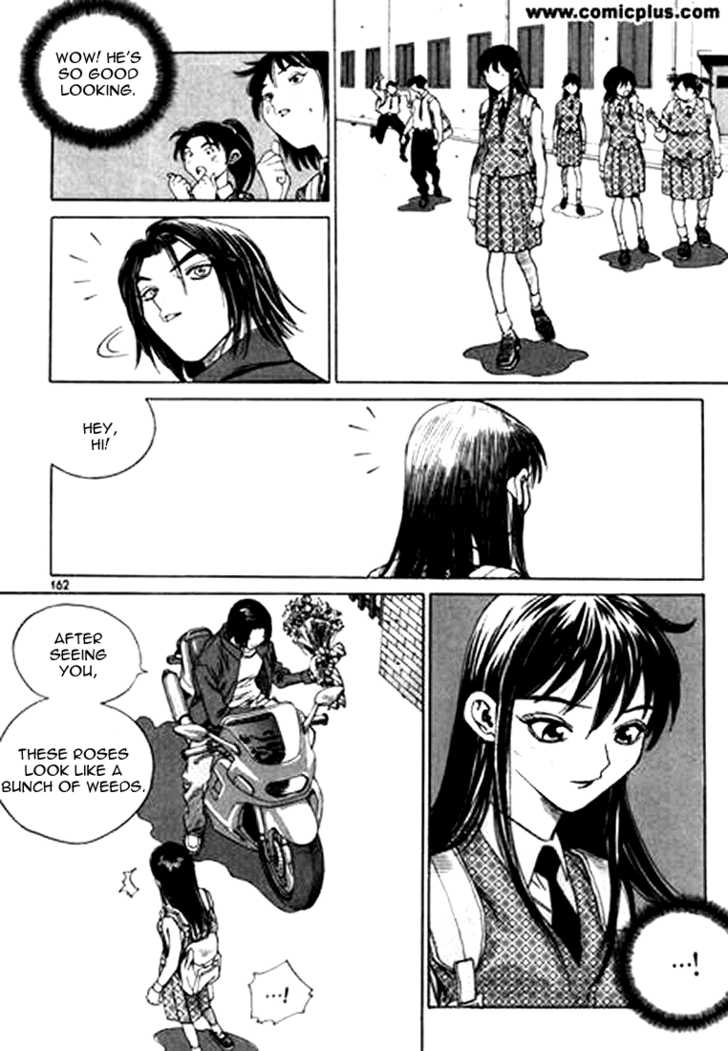 www.comicplus.com
WOW! HE'S
SO GOOD
LOOKING.
HEY,
HI!
162
AFTER
SEEING
YOU,
THESE ROSES
LOOK LIKE A
BUNCH OF WEEDS.
...!
...!